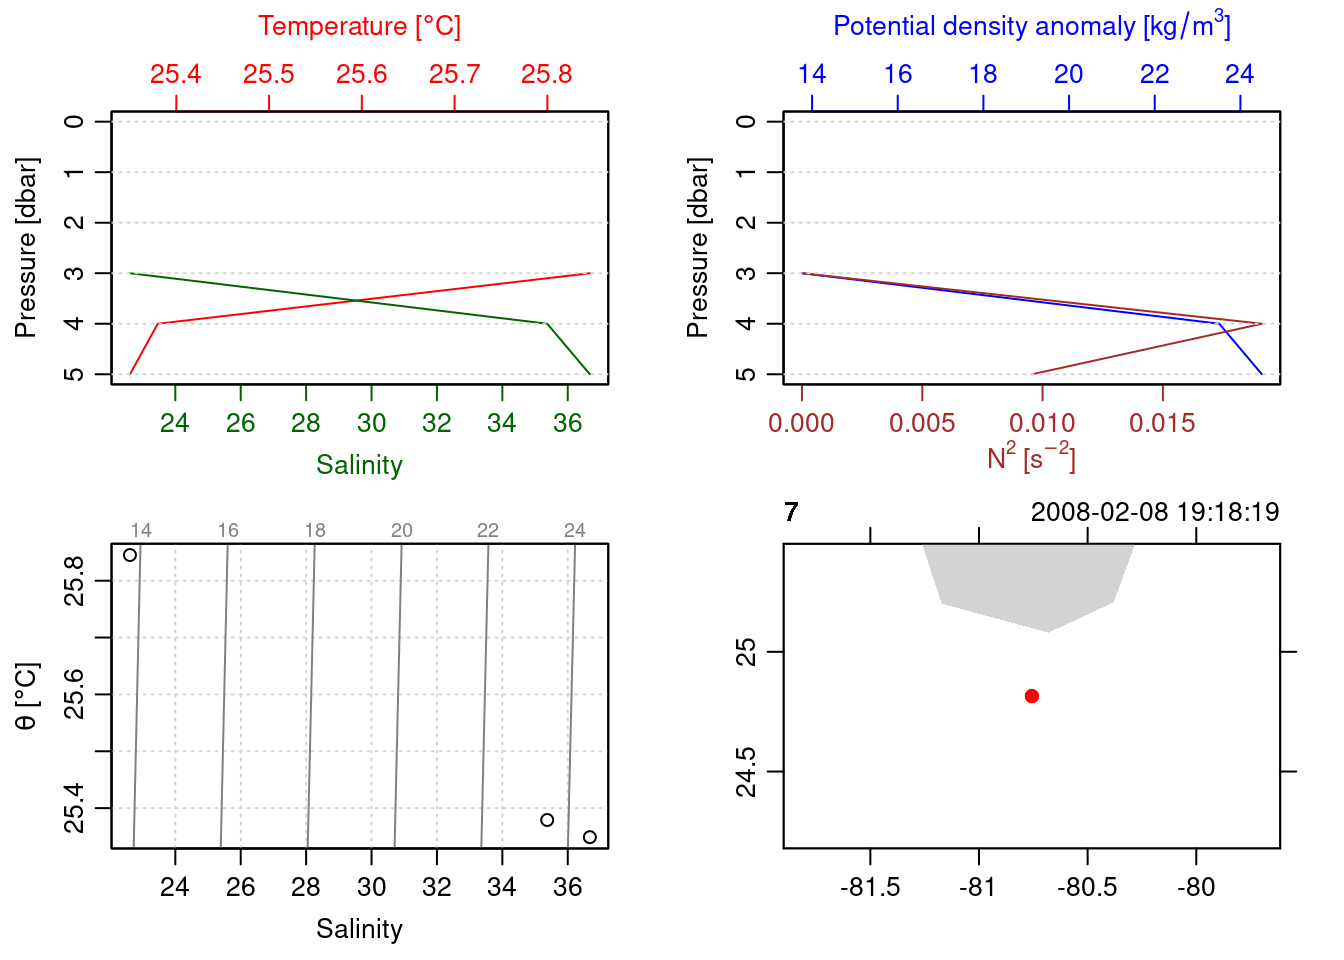 Temperature [°C]
25.4 25.5 25.6 25.7 25.8
Pressure [dbar]
0
1
2
3
4
5
24 26 28 30 32 34 36
Salinity
Potential density anomaly [kg/m³]
14 16 18 20 22 24
Pressure [dbar]
0
1
2
3
4
5
0.000 0.005 0.010 0.015
N² [s⁻²]
14 16 18 20 22 24
θ [°C]
25.8
25.6
25.4
24 26 28 30 32 34 36
Salinity
7 2008-02-08 19:18:19
25
24.5
-81.5 -81 -80.5 -80